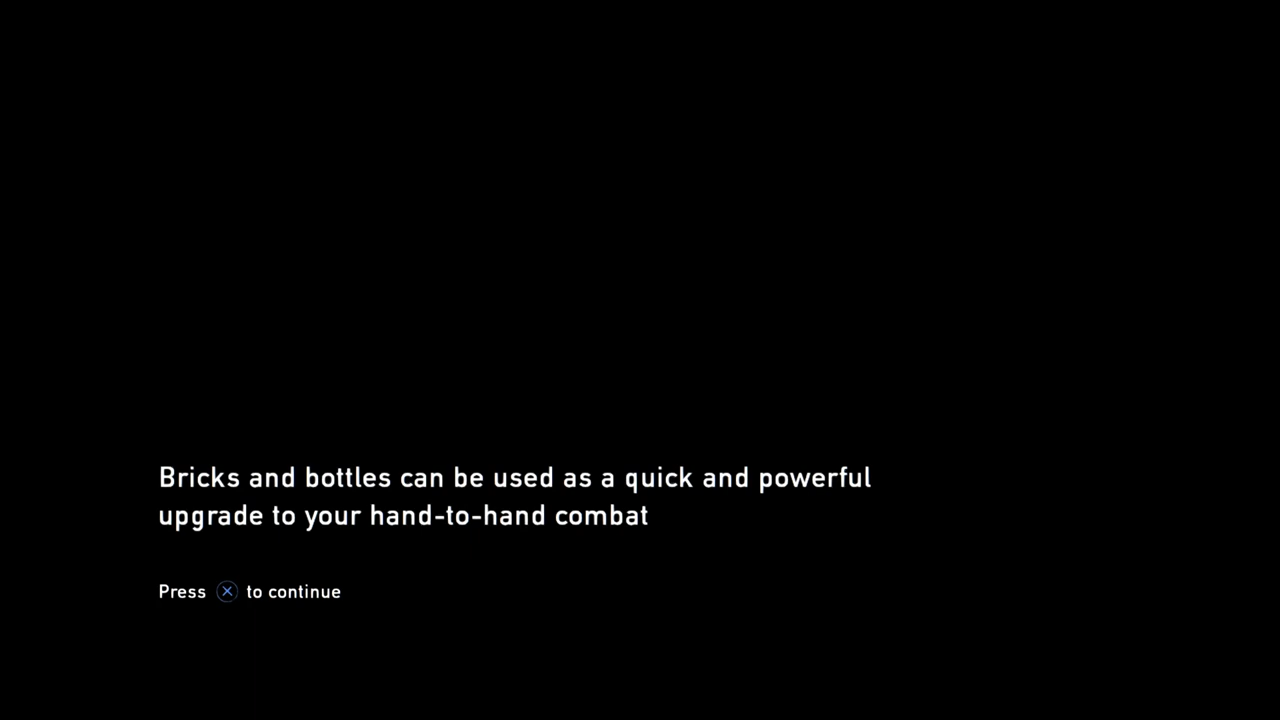 Bricks and bottles can be used as a quick and powerful
upgrade to your hand-to-hand combat
Press ⓧ to continue